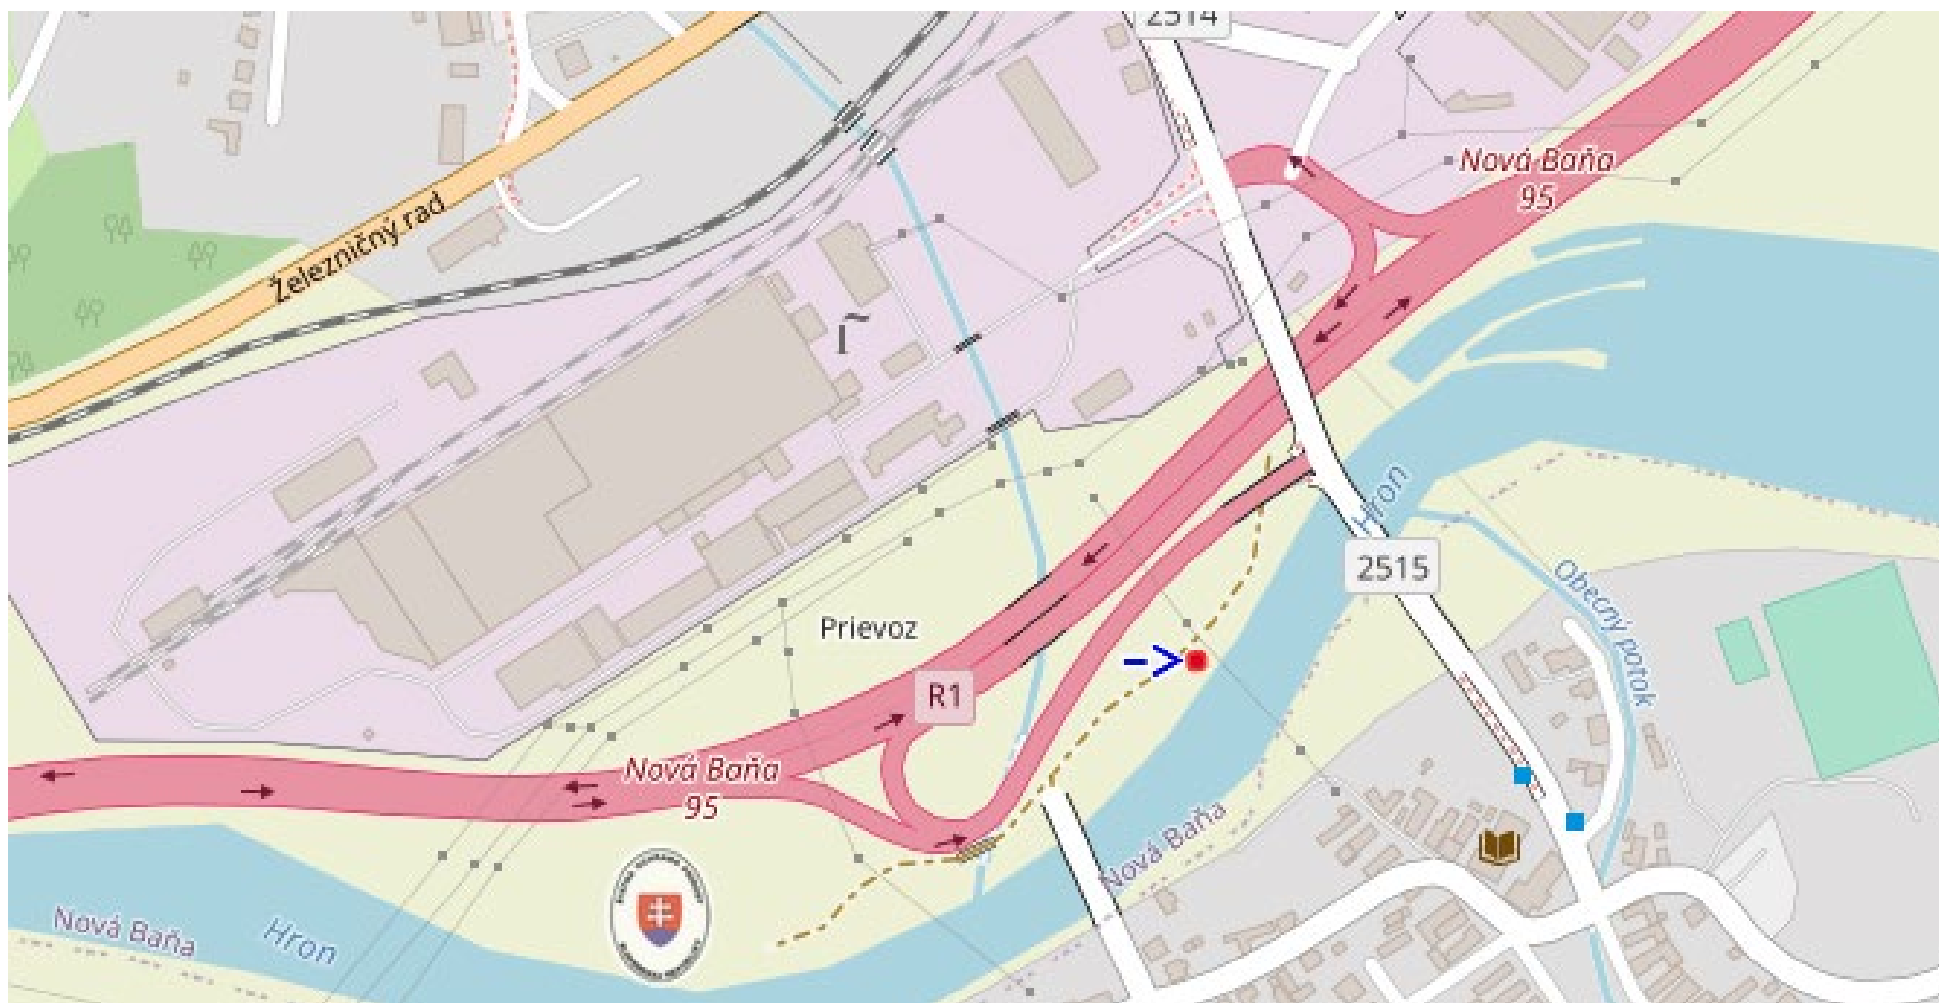 2514
Nová Baňa
95
Železničný rad
Hron
2515
Obecný potok
Prievoz
->
R1
Nová Baňa
95
Nová Baňa
Nová Baňa
Hron